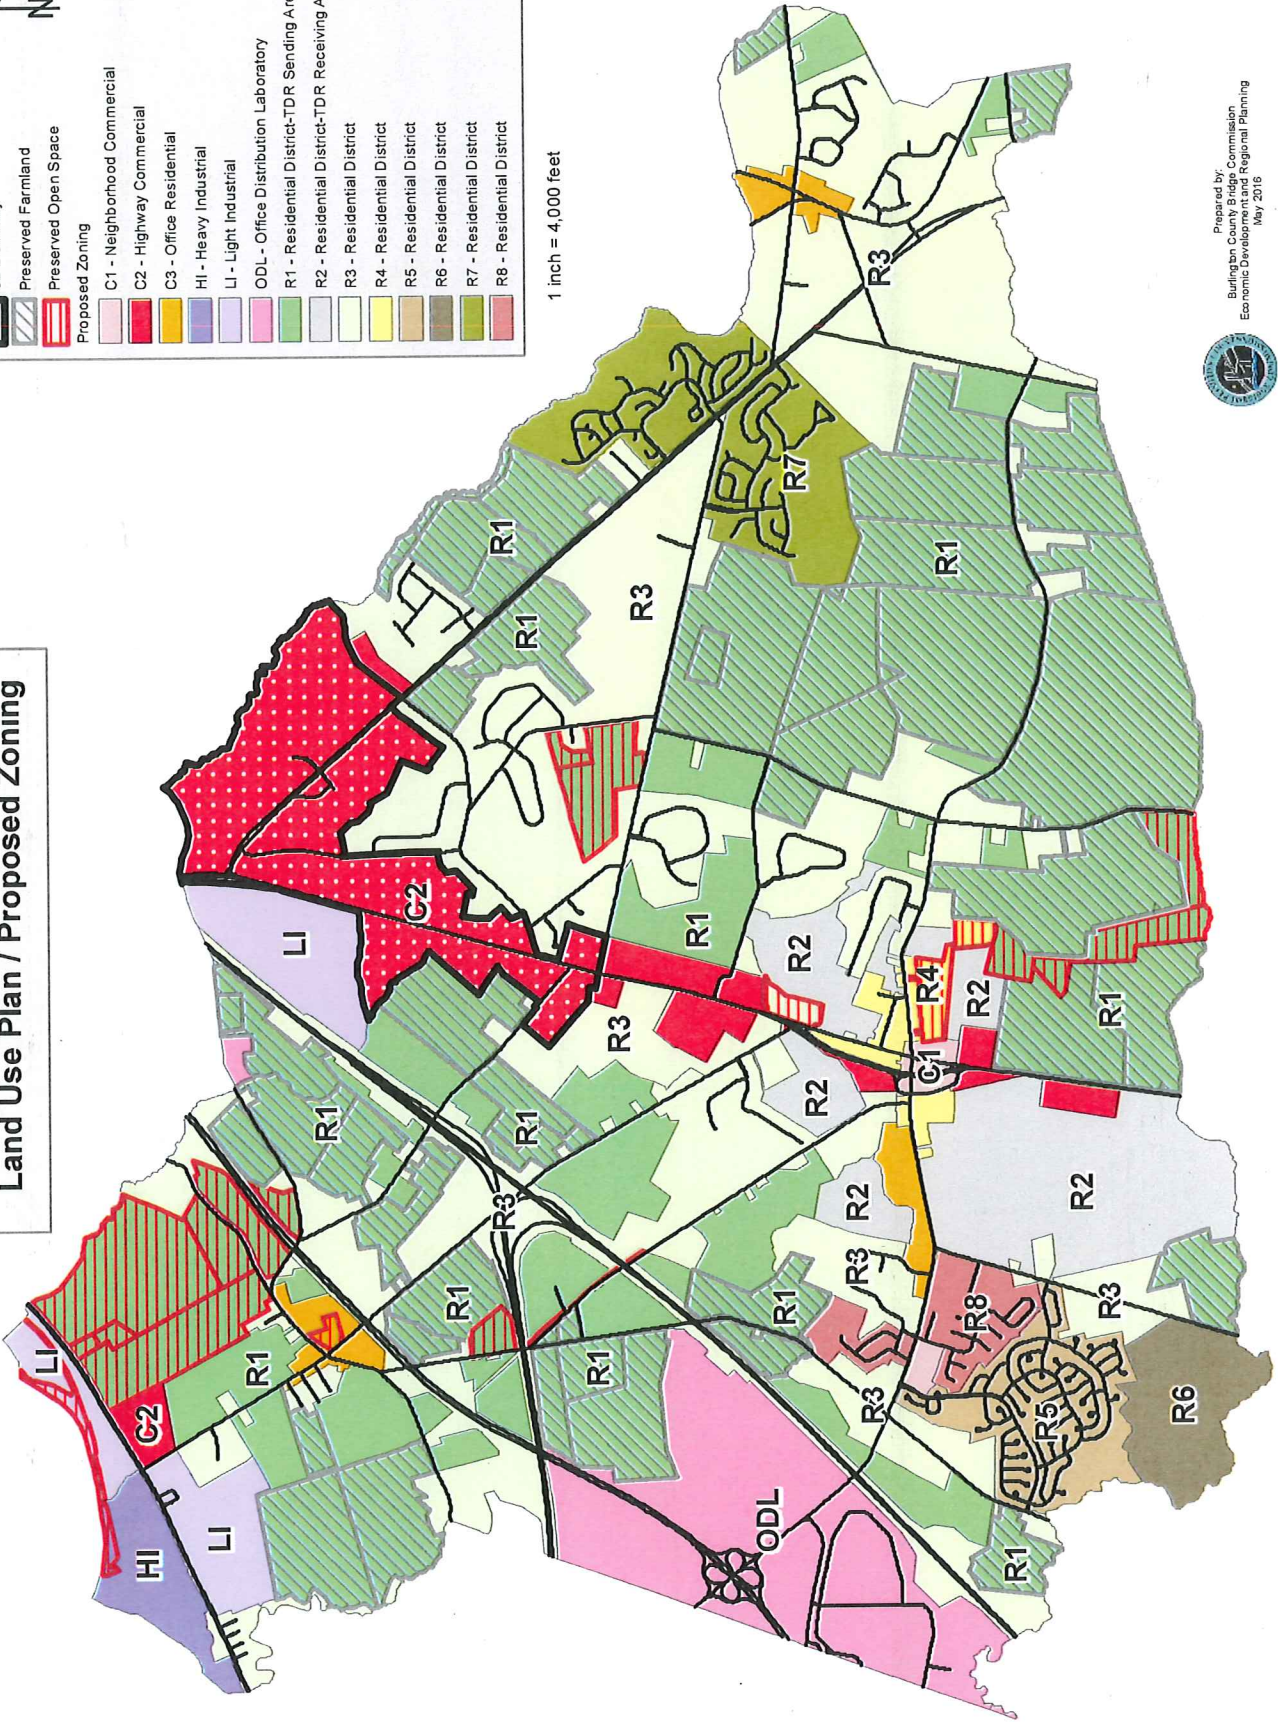 Land Use Plan / Proposed Zoning
Preserved Farmland
Preserved Open Space
Proposed Zoning
C1 - Neighborhood Commercial
C2 - Highway Commercial
C3 - Office Residential
HI - Heavy Industrial
LI - Light Industrial
ODL - Office Distribution Laboratory
R1 - Residential District-TDR Sending Are
R2 - Residential District-TDR Receiving A
R3 - Residential District
R4 - Residential District
R5 - Residential District
R6 - Residential District
R7 - Residential District
R8 - Residential District
1 inch = 4,000 feet
N
LI
C2
HI
LI
R1
R1
LI
C2
R1
R1
R3
R7
R3
R1
R3
R1
R3
R1
R1
ODL
R1
R2
R2
R2
R3
R3
R8
R5
R3
R6
R1
R2
R4
R2
C1
R1
R1
Prepared by:
Burlington County Bridge Commission
Economic Development and Regional Planning
May 2016